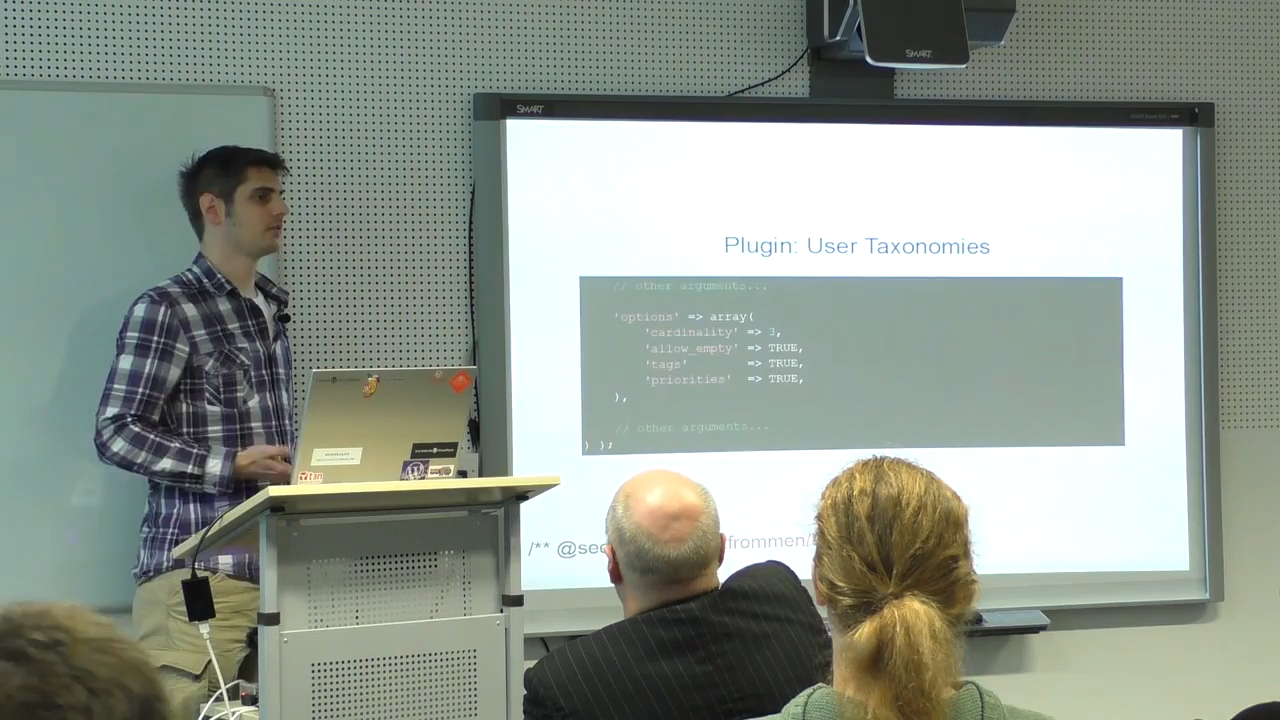 SMART
SMART
Plugin: User Taxonomies
// other arguments...
'options' => array(
'cardinality' => 3,
'allow_empty' => TRUE,
'tags' => TRUE,
'priorities' => TRUE,
),
// other arguments...
) );
/** @see
frommen/